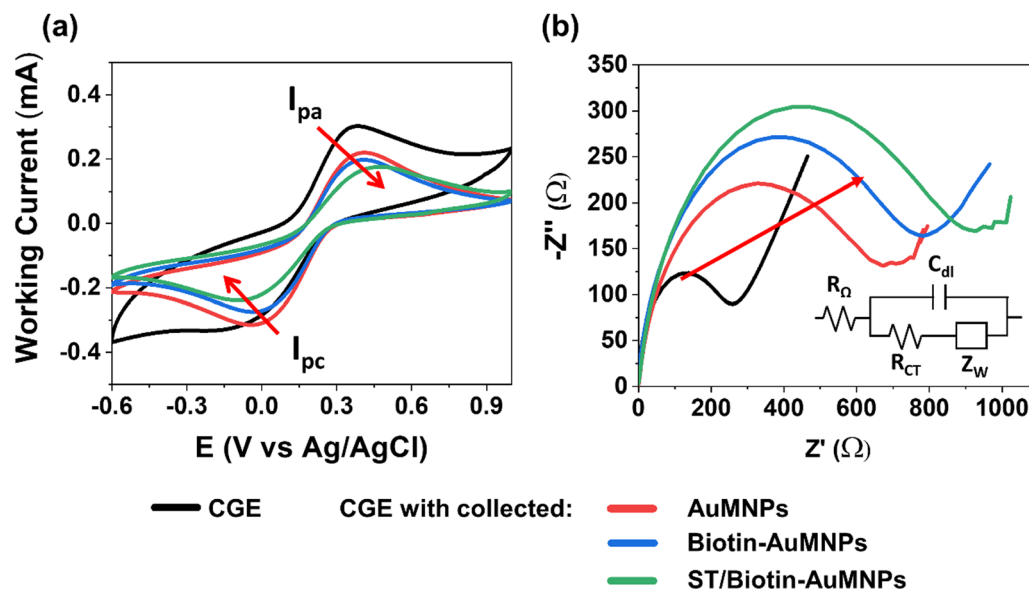 (a)
Working Current (mA)
0.4
0.2
0.0
-0.2
-0.4
-0.6
-0.3
0.0
0.3
0.6
0.9
E (V vs Ag/AgCl)
Ipa
Ipc
(b)
-Z'' (Ω)
350
300
250
200
150
100
50
0
0
200
400
600
800
1000
Z' (Ω)
RΩ
Cdl
RCT
ZW
CGE
CGE with collected:
AuMNPs
Biotin-AuMNPs
ST/Biotin-AuMNPs